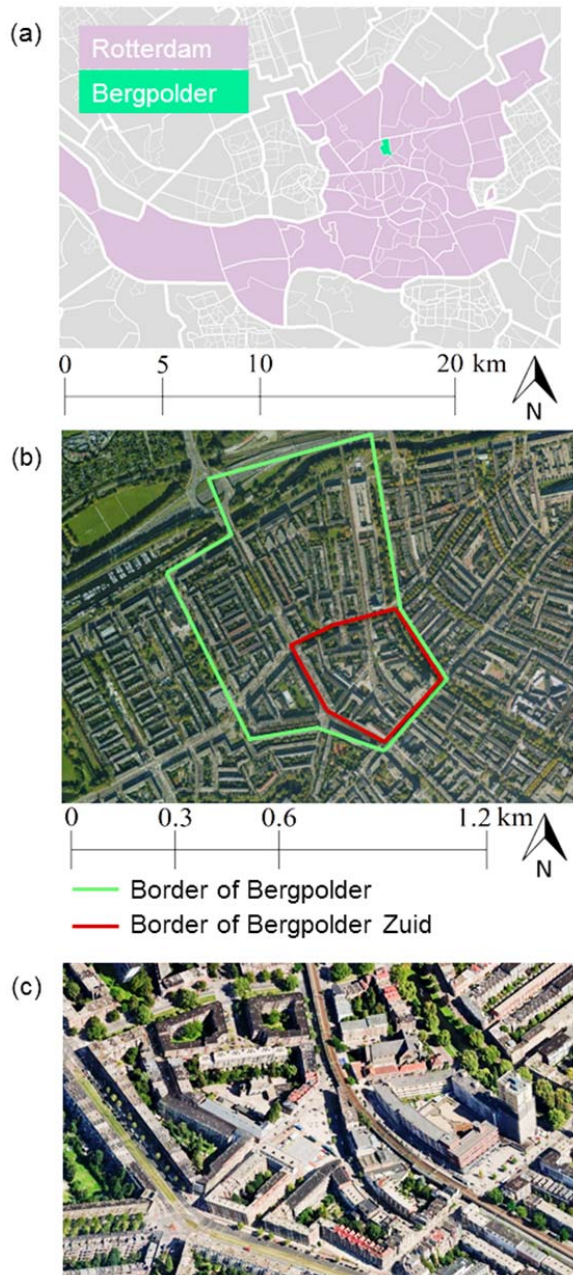 (a)
Rotterdam
Bergpolder
0 5 10 20 km
N
(b)
0 0.3 0.6 1.2 km
N
Border of Bergpolder
Border of Bergpolder Zuid
(c)